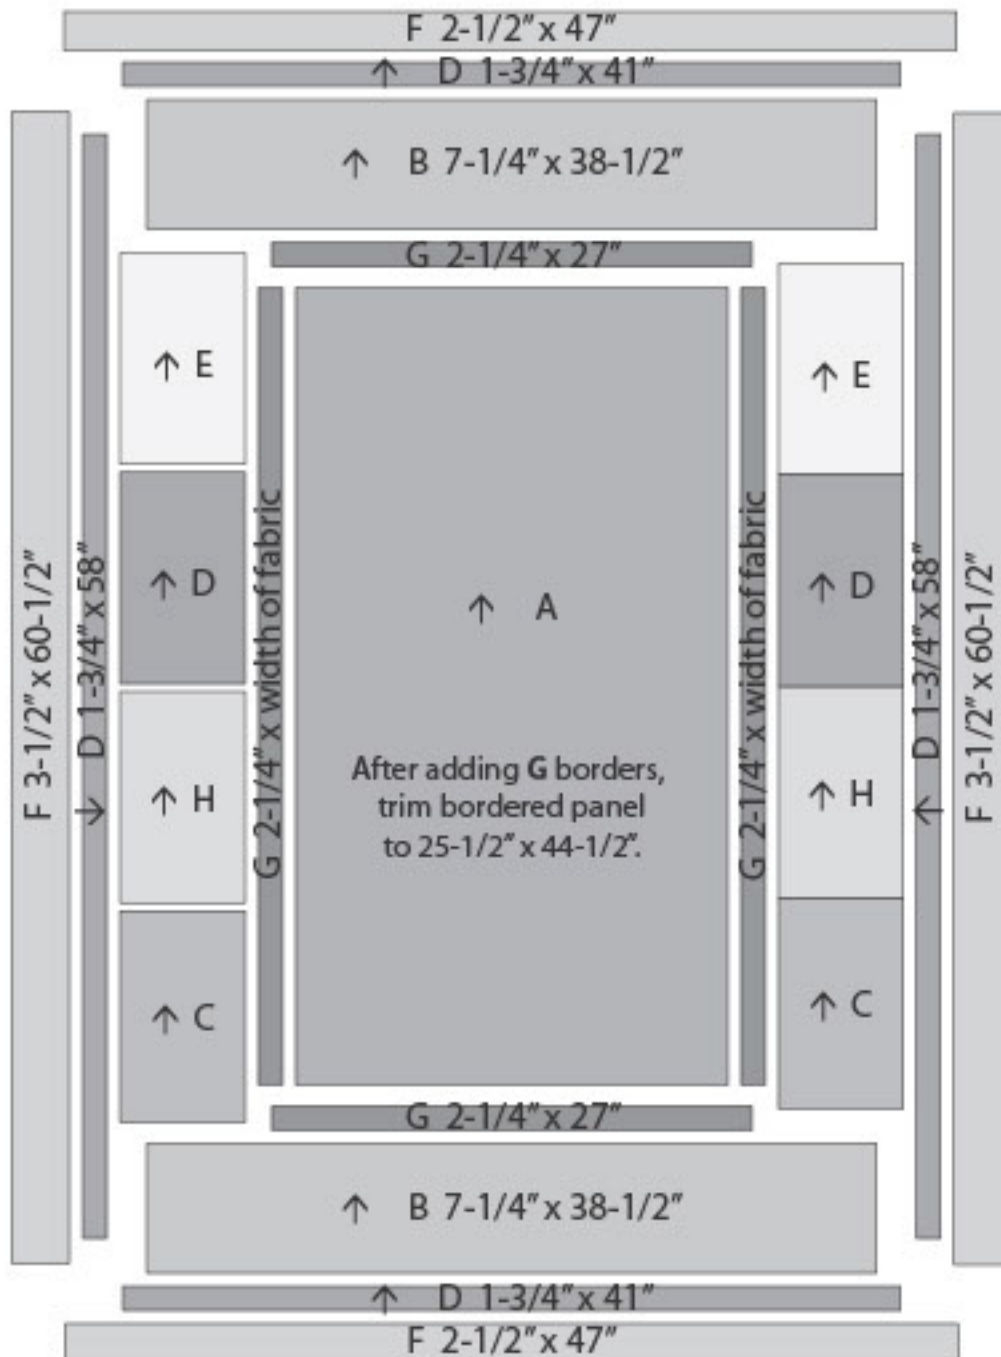 F 2-1/2″ x 47″
D 1-3/4″ x 41″
B 7-1/4″ x 38-1/2″
G 2-1/4″ x 27″
F 3-1/2″ x 60-1/2″
D 1-3/4″ x 58″
E
D
H
C
G 2-1/4″ x width of fabric
A
After adding G borders,
trim bordered panel
to 25-1/2″ x 44-1/2″.
G 2-1/4″ x width of fabric
E
D
H
C
D 1-3/4″ x 58″
F 3-1/2″ x 60-1/2″
G 2-1/4″ x 27″
B 7-1/4″ x 38-1/2″
D 1-3/4″ x 41″
F 2-1/2″ x 47″